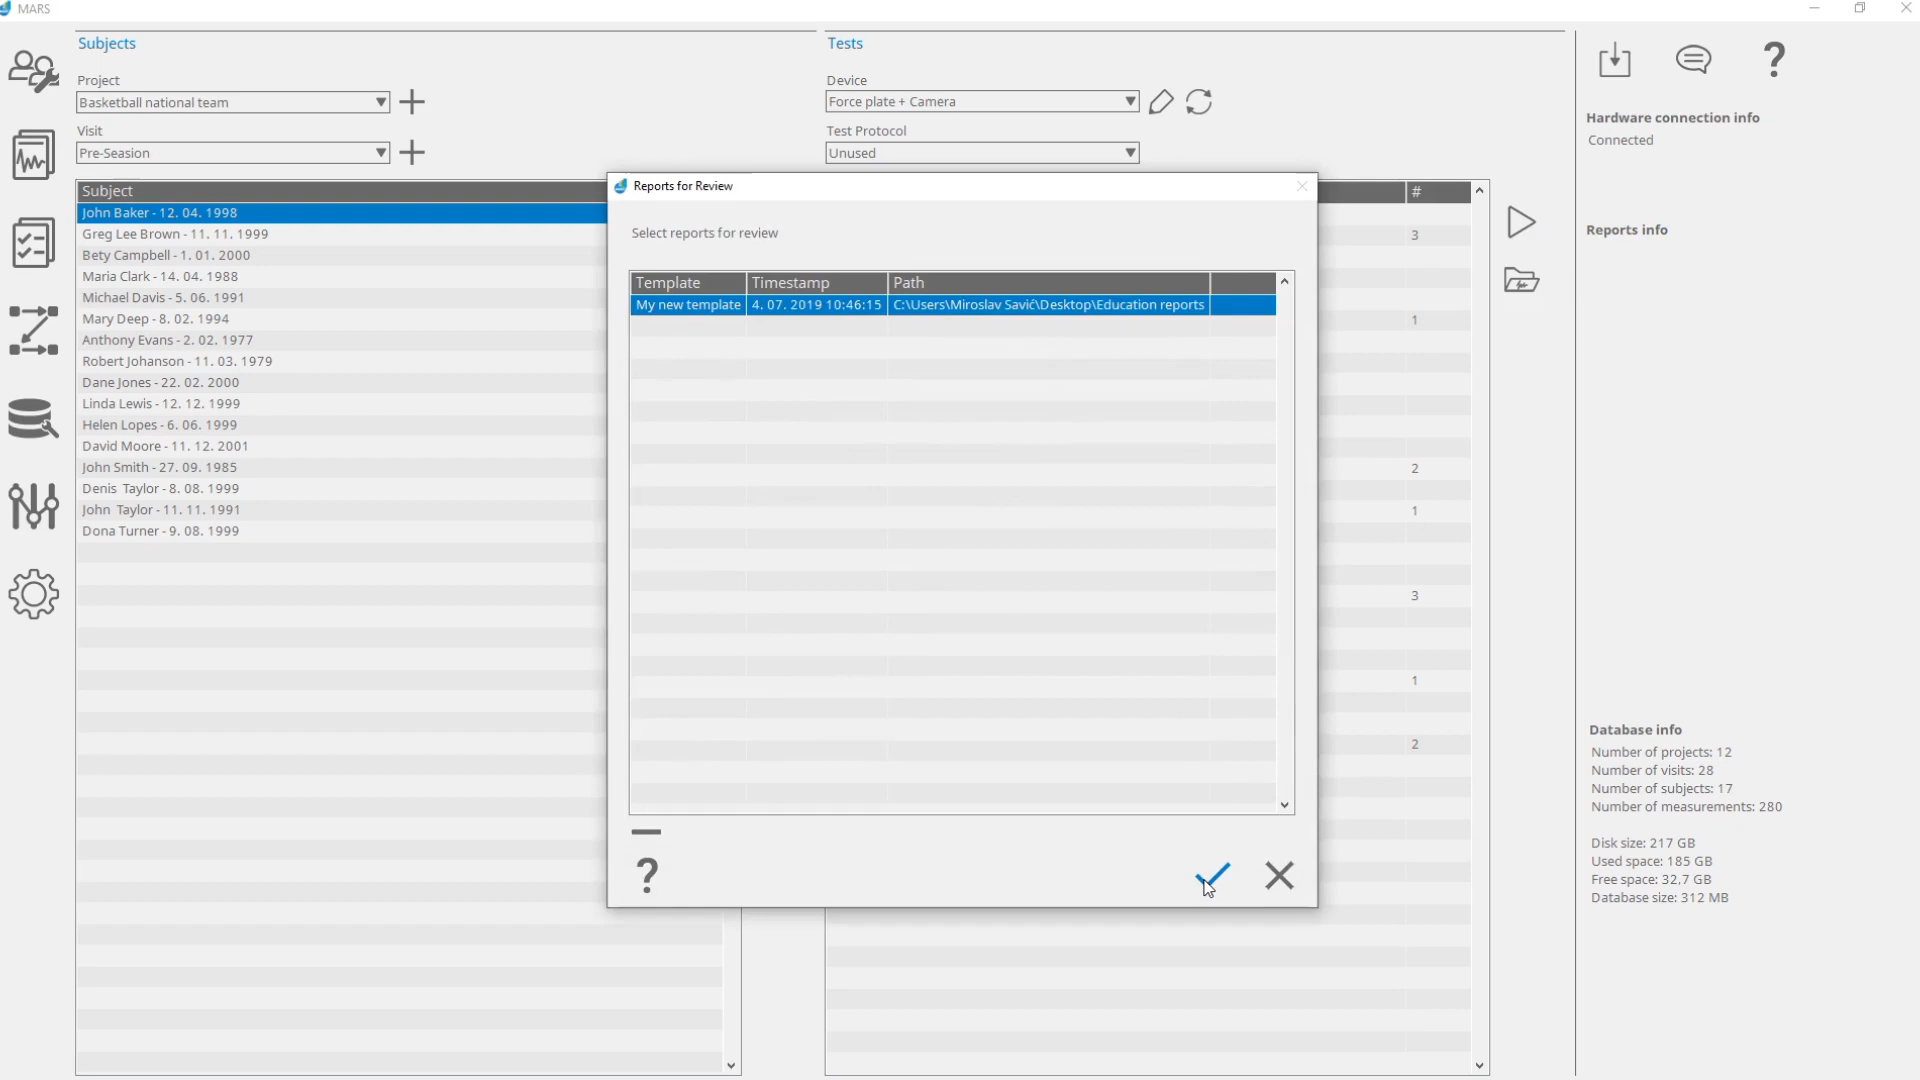 MARS
Subjects
Project
Basketball national team
Visit
Pre-Seasion
Subject
John Baker - 12. 04. 1998
Greg Lee Brown - 11. 11. 1999
Bety Campbell - 1. 01. 2000
Maria Clark - 14. 04. 1988
Michael Davis - 5. 06. 1991
Mary Deep - 8. 02. 1994
Anthony Evans - 2. 02. 1977
Robert Johanson - 11. 03. 1979
Dane Jones - 22. 02. 2000
Linda Lewis - 12. 12. 1999
Helen Lopes - 6. 06. 1999
David Moore - 11. 12. 2001
John Smith - 27. 09. 1985
Denis Taylor - 8. 08. 1999
John Taylor - 11. 11. 1991
Dona Turner - 9. 08. 1999
Tests
Device
Force plate + Camera
Test Protocol
Unused
#
3
1
2
1
3
1
2
Reports for Review
Select reports for review
Template Timestamp Path
My new template 4. 07. 2019 10:46:15 C:\Users\Miroslav Savić\Desktop\Education reports
?
?
Hardware connection info
Connected
Reports info
Database info
Number of projects: 12
Number of visits: 28
Number of subjects: 17
Number of measurements: 280
Disk size: 217 GB
Used space: 185 GB
Free space: 32,7 GB
Database size: 312 MB